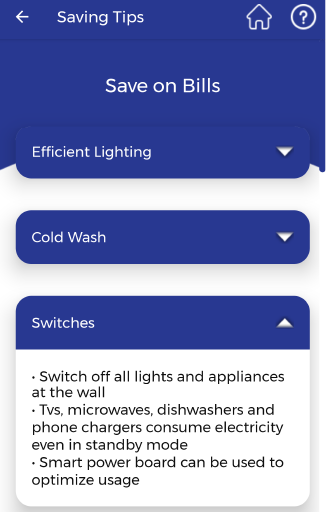 Saving Tips
Save on Bills
Efficient Lighting
Cold Wash
Switches
• Switch off all lights and appliances
at the wall
• Tvs, microwaves, dishwashers and
phone chargers consume electricity
even in standby mode
• Smart power board can be used to
optimize usage